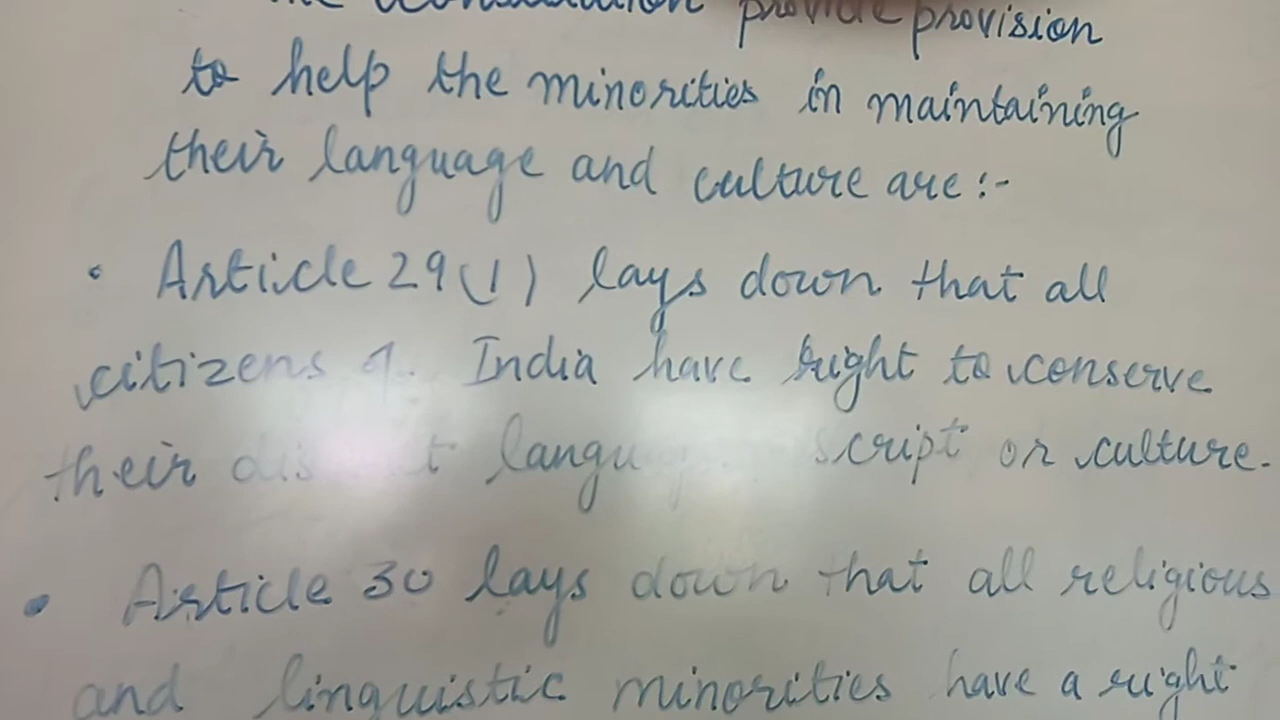 provide provision
to help the minorities in maintaining
their language and culture are :-
• Article 29(1) lays down that all
citizens of India have right to conserve
their script or culture.
• Article 30 lays down that all religious
and linguistic minorities have a right